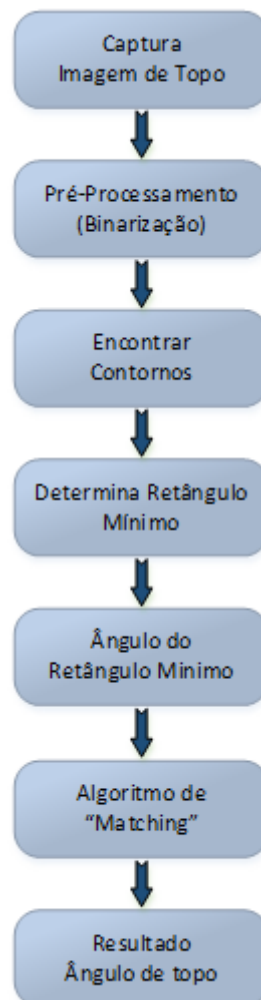 Captura
Imagem de Topo
Pré-Processamento
(Binarização)
Encontrar
Contornos
Determina Retângulo
Mínimo
Ângulo do
Retângulo Minimo
Algoritmo de
“Matching”
Resultado
Ângulo de topo